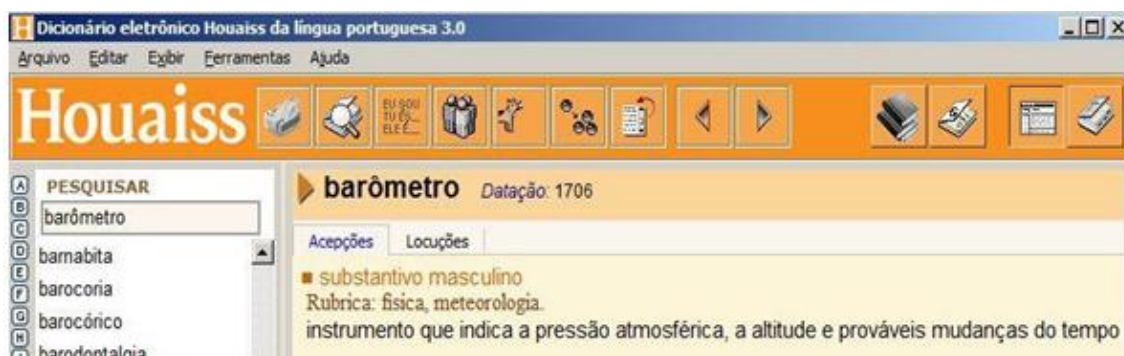 Dicionário eletrônico Houaiss da língua portuguesa 3.0
Arquivo Editar Exibir Ferramentas Ajuda
Houaiss
EU SOU
TU ÉS...
ELE É...
PESQUISAR
barômetro
barnabita
barocoria
barocórico
barodontalgia
A
B
C
D
E
F
G
H
barômetro Datação: 1706
Acepções Locuções
substantivo masculino
Rubrica: física, meteorologia.
instrumento que indica a pressão atmosférica, a altitude e prováveis mudanças do tempo